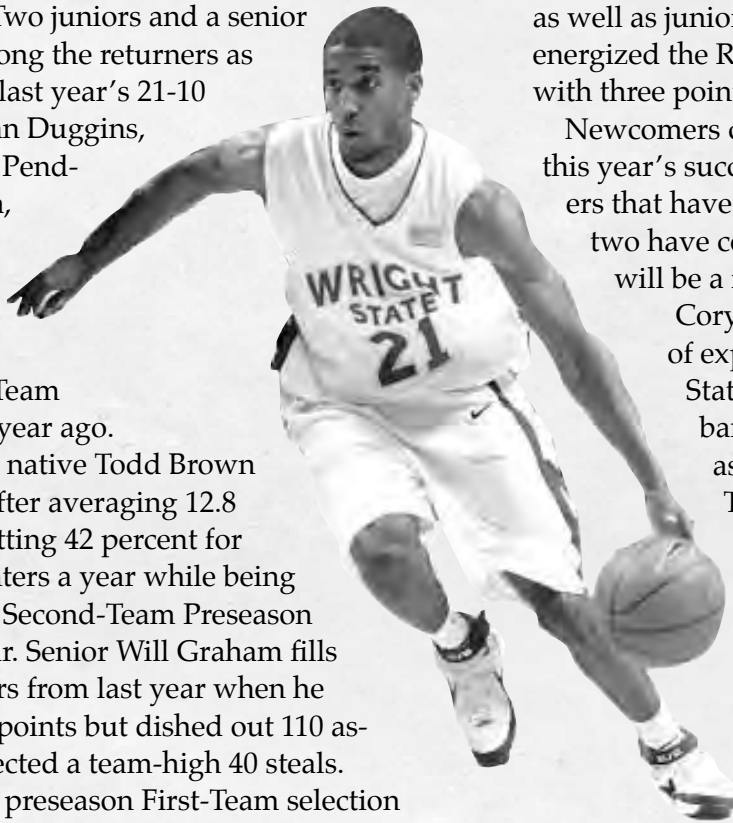 Two juniors and a senior
ong the returners as
last year's 21-10
n Duggins,
Pend-
,
Team
year ago.
native Todd Brown
fter averaging 12.8
tting 42 percent for
ters a year while being
Second-Team Preseason
r. Senior Will Graham fills
rs from last year when he
points but dished out 110 as-
ected a team-high 40 steals.
preseason First-Team selection
WRIGHT
STATE
21
as well as junior
energized the R
with three point
Newcomers
this year's succ
ers that have
two have co
will be a
Cory
of exp
Stat
ba
as
T